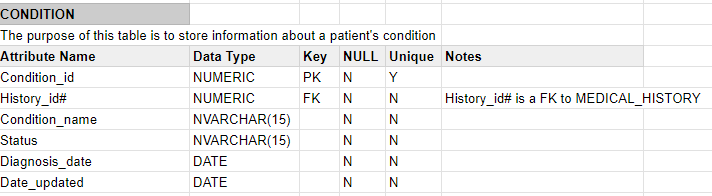 CONDITION
The purpose of this table is to store information about a patient's condition
Attribute Name Data Type Key NULL Unique Notes
Condition_id NUMERIC PK N Y
History_id# NUMERIC FK N N History_id# is a FK to MEDICAL_HISTORY
Condition_name NVARCHAR(15) N N
Status NVARCHAR(15) N N
Diagnosis_date DATE N N
Date_updated DATE N N